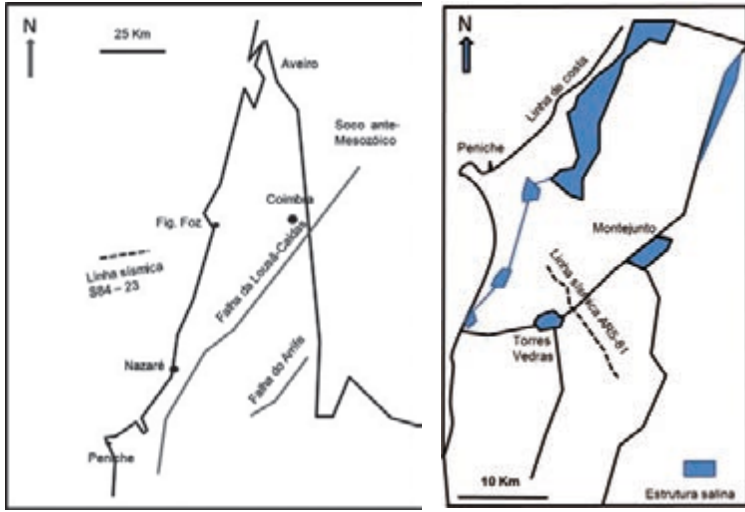 N
25 Km
Aveiro
Soco ante-
Mesozóico
Coimbra
Fig. Foz
Linha sísmica
S84 – 23
Falha da Lousã-Caldas
Nazaré
Falha do Arrife
Peniche
N
Linha de costa
Peniche
Montejunto
Linha sísmica AR5-81
Torres
Vedras
10 Km
Estrutura salina